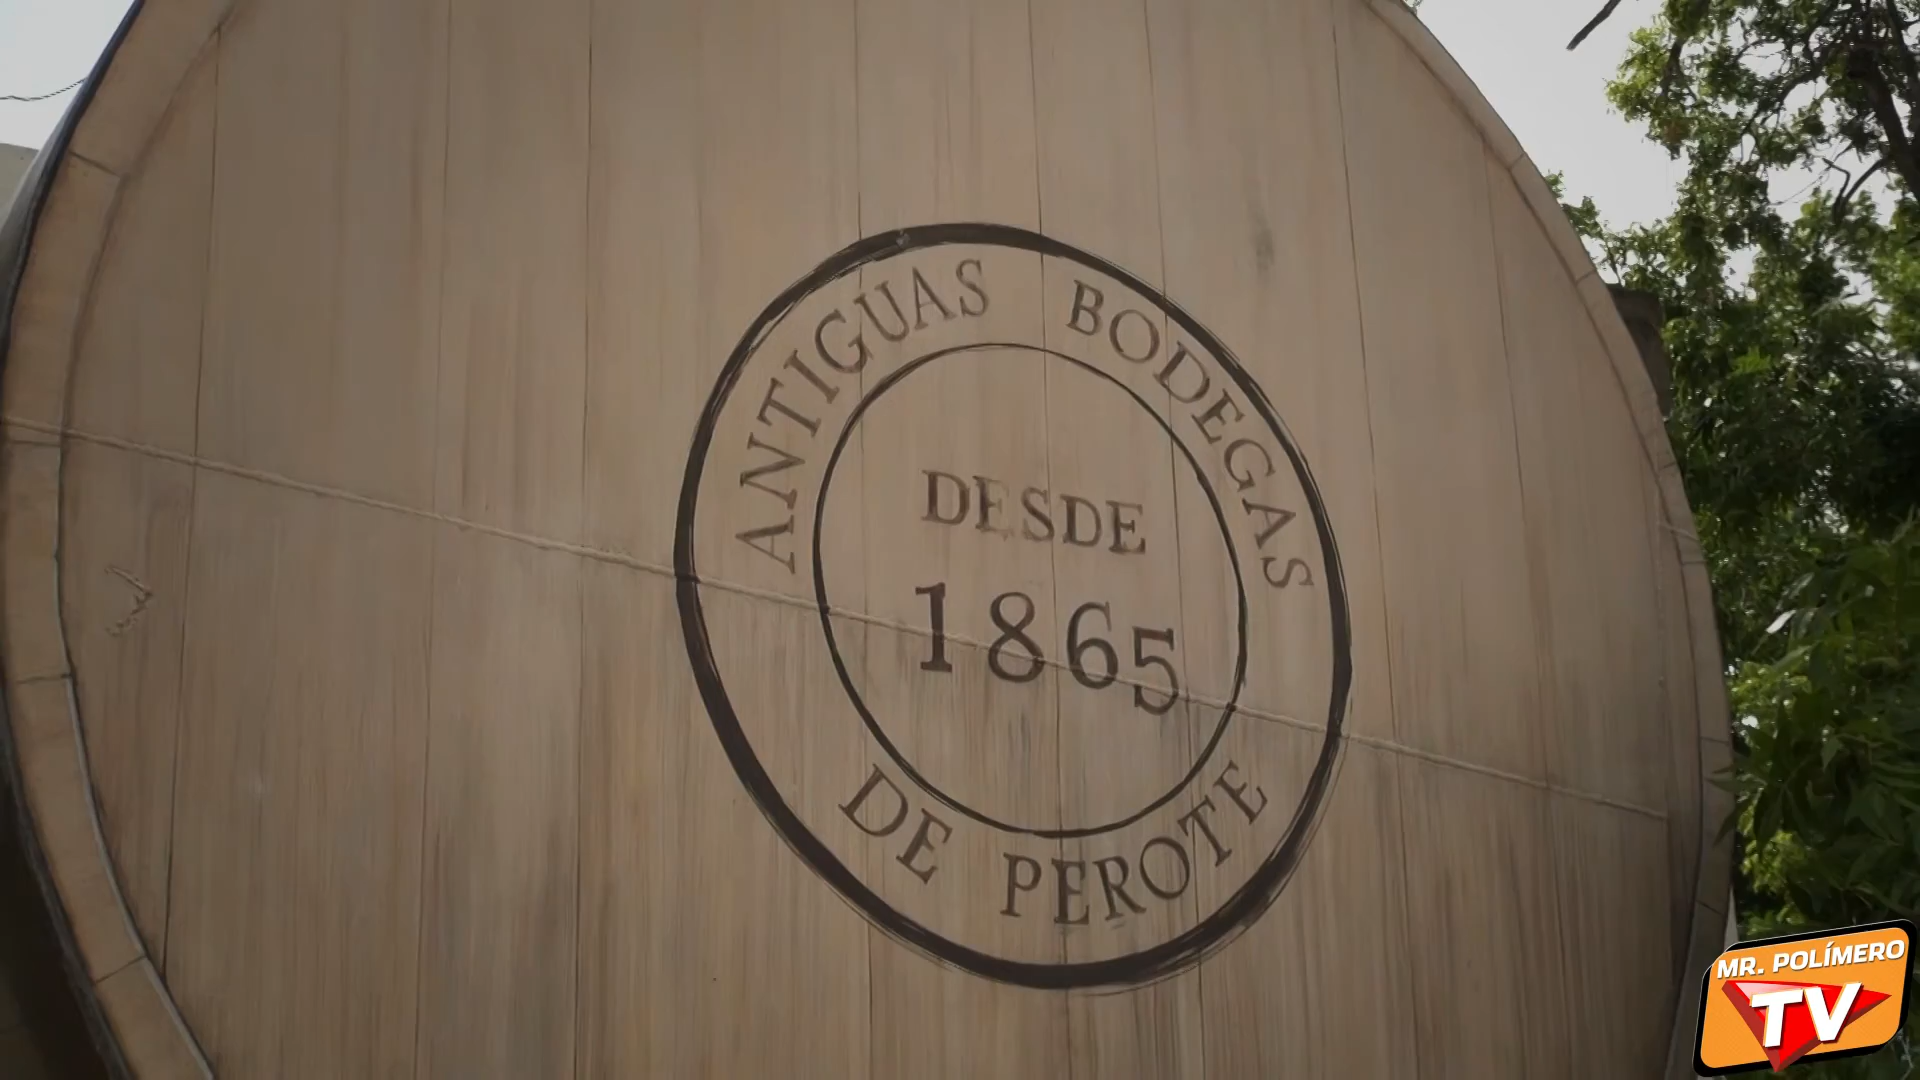 ANTIGUAS BODEGAS
DESDE
1865
DE PEROTE
MR. POLÍMERO
TV